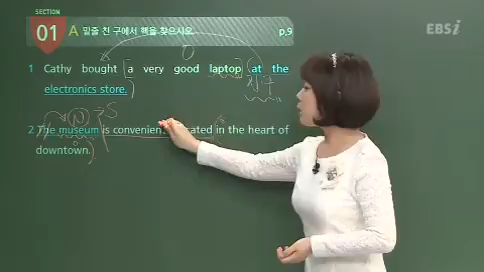 SECTION
01 A 밑줄 친 구에서 핵을 찾으시오. p.9
EBSi
1 Cathy bought a very good laptop at the
electronics store.
2 The museum is convenien cated in the heart of
downtown.